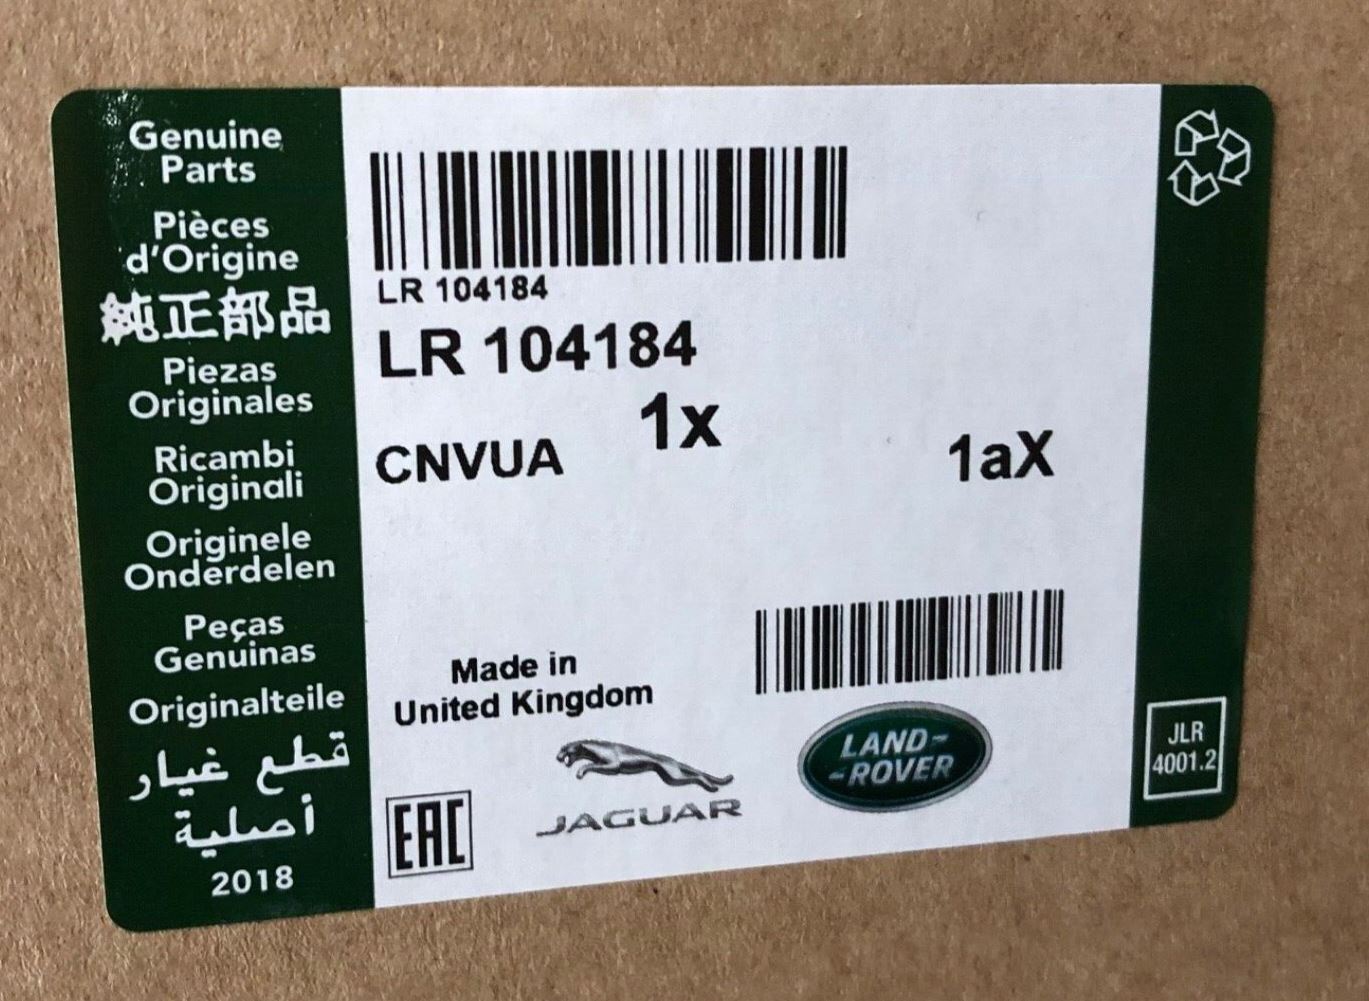 Genuine
Parts
Pièces
d'Origine
純正部品
Piezas
Originales
Ricambi
Originali
Originele
Onderdelen
Peças
Genuinas
Originalteile
قطع غيار
أصلية
2018
LR 104184
LR 104184
1x
CNVUA
1aX
Made in
United Kingdom
EAC
JAGUAR
LAND-
-ROVER
JLR
4001.2